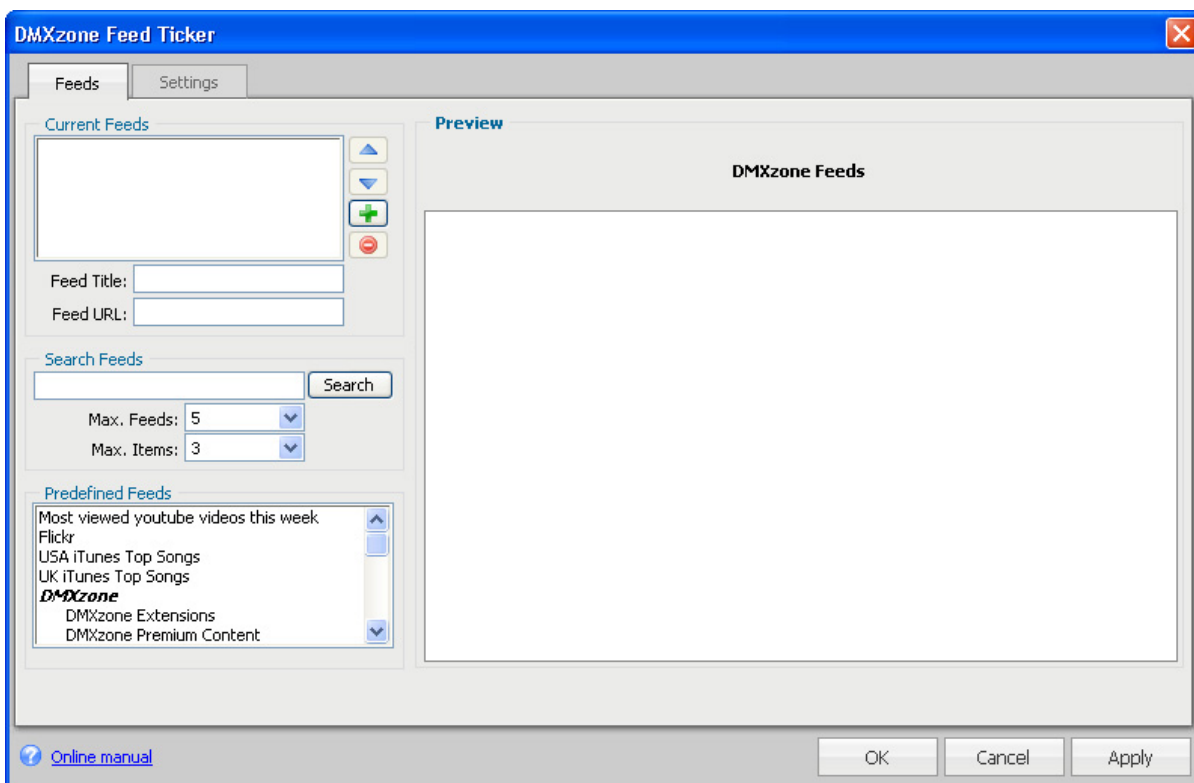 DMXzone Feed Ticker
Feeds
Settings
Current Feeds
Feed Title:
Feed URL:
Search Feeds
Search
Max. Feeds: 5
Max. Items: 3
Predefined Feeds
Most viewed youtube videos this week
Flickr
USA iTunes Top Songs
UK iTunes Top Songs
DMXzone
DMXzone Extensions
DMXzone Premium Content
Preview
DMXzone Feeds
Online manual
OK
Cancel
Apply